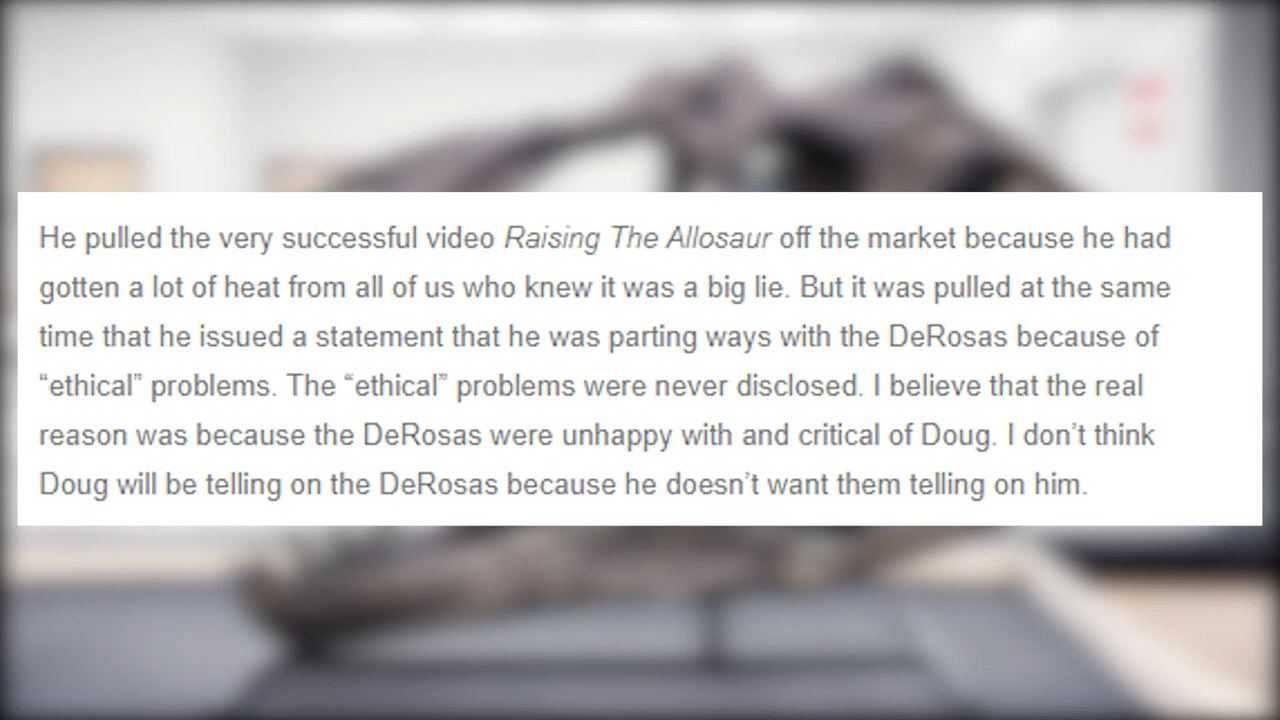 He pulled the very successful video Raising The Allosaur off the market because he had
gotten a lot of heat from all of us who knew it was a big lie. But it was pulled at the same
time that he issued a statement that he was parting ways with the DeRosas because of
“ethical” problems. The “ethical” problems were never disclosed. I believe that the real
reason was because the DeRosas were unhappy with and critical of Doug. I don’t think
Doug will be telling on the DeRosas because he doesn’t want them telling on him.